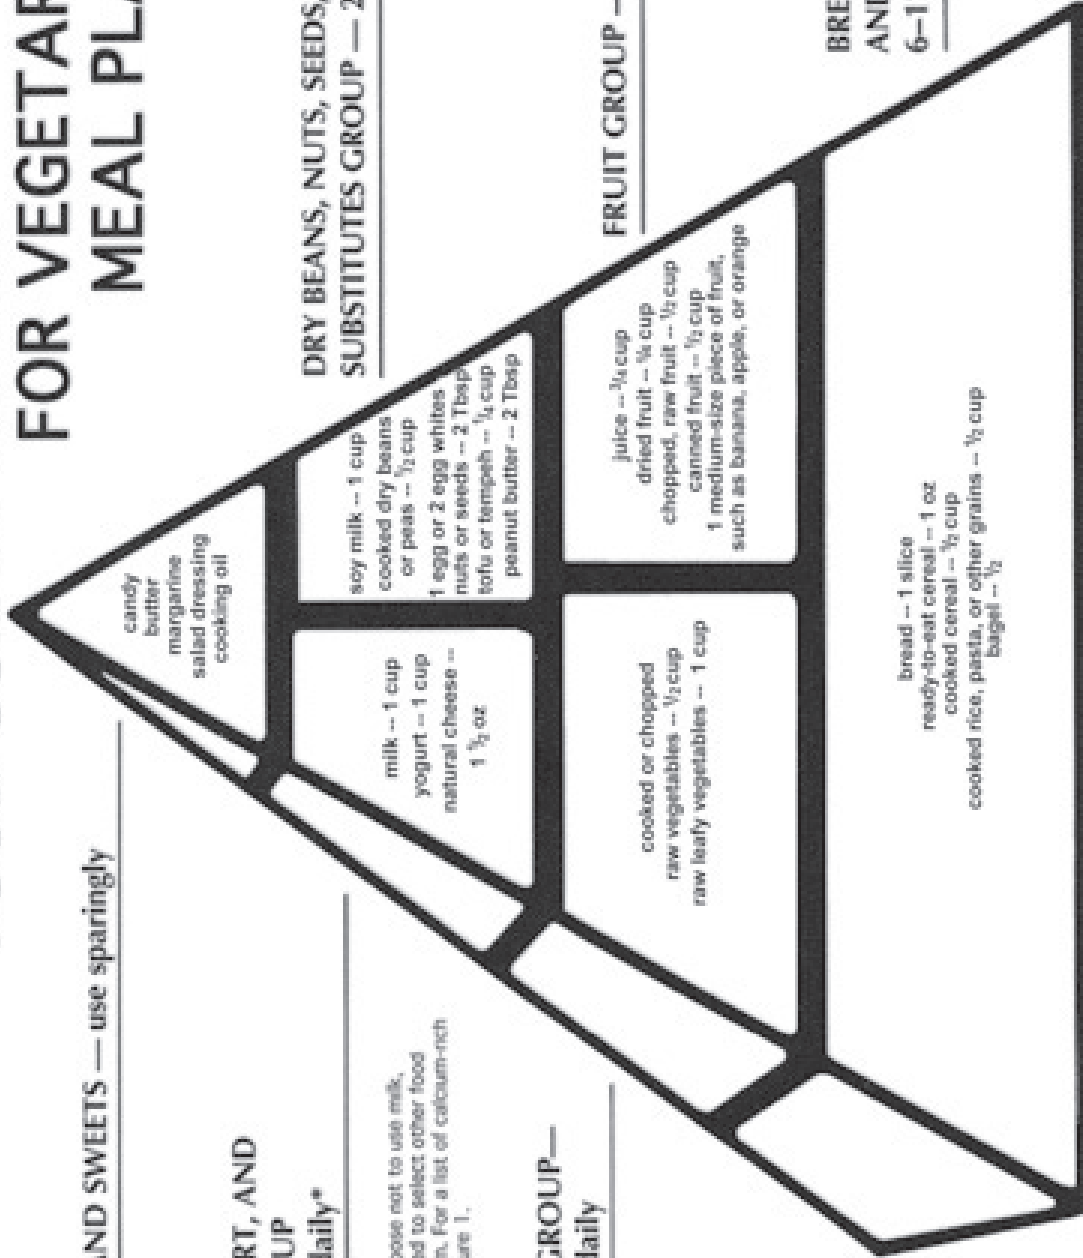 FOR VEGETAR
MEAL PLA
AND SWEETS — use sparingly
candy
butter
margarine
salad dressing
cooking oil
RT, AND
UP
daily*
DRY BEANS, NUTS, SEEDS,
SUBSTITUTES GROUP — 2
milk -- 1 cup
yogurt -- 1 cup
natural cheese --
1 ½ oz
soy milk -- 1 cup
cooked dry beans
or peas -- ½ cup
1 egg or 2 egg whites
nuts or seeds -- 2 Tbsp
tofu or tempeh -- ¼ cup
peanut butter -- 2 Tbsp
oose not to use milk,
d to select other food
n. For a list of calcium-rich
ure 1.
GROUP—
daily
FRUIT GROUP —
cooked or chopped
raw vegetables -- ½ cup
raw leafy vegetables -- 1 cup
juice -- ¾ cup
dried fruit -- ¼ cup
chopped, raw fruit -- ½ cup
canned fruit -- ½ cup
1 medium-size piece of fruit,
such as banana, apple, or orange
BRE
AND
6–1
bread -- 1 slice
ready-to-eat cereal -- 1 oz
cooked cereal -- ½ cup
cooked rice, pasta, or other grains -- ½ cup
bagel -- ½